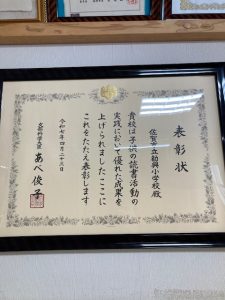 表彰状
佐賀市立勧興小学校殿
貴校は子供の読書活動の
実践において優れた成果を
上げられましたここに
これをたたえ表彰します
令和七年四月二十三日
文部科学大臣 あべ俊子